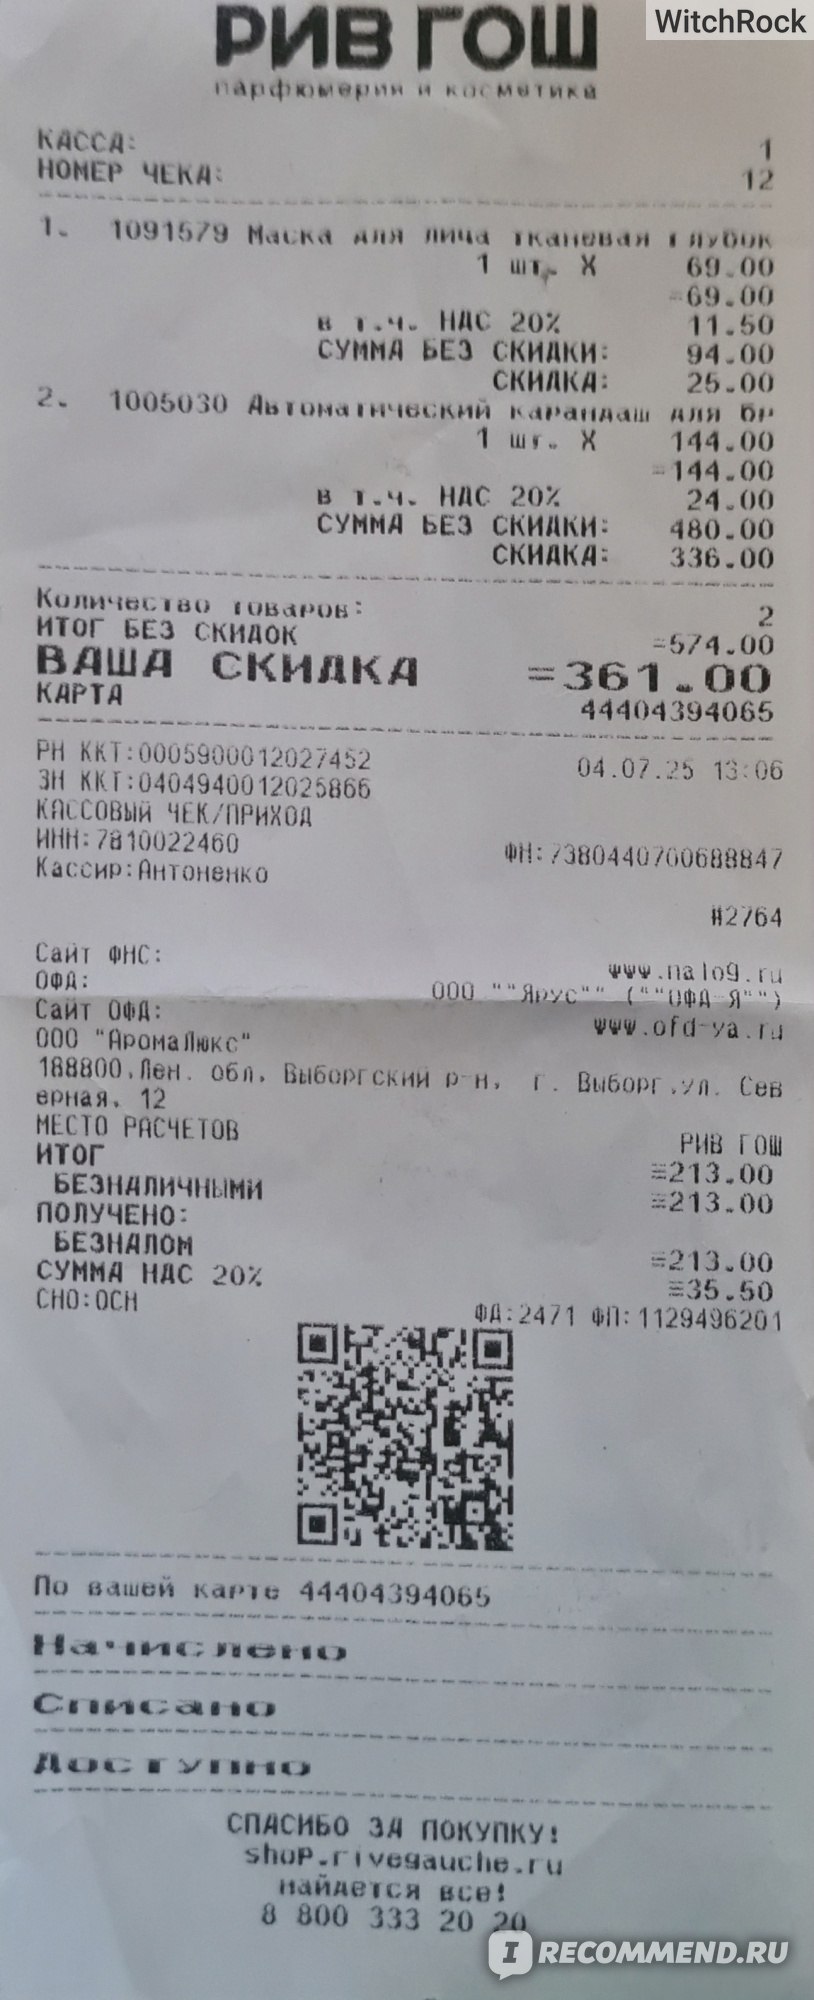 WitchRock
РИВ ГОШ
парфюмерия и косметика
КАССА: 1
НОМЕР ЧЕКА: 12
1. 1091579 Маска для лица тканевая Глубок
1 шт. X 69.00
=69.00
в т.ч. НДС 20% 11.50
СУММА БЕЗ СКИДКИ: 94.00
СКИДКА: 25.00
2. 1005030 Автоматический карандаш для бр
1 шт. X 144.00
=144.00
в т.ч. НДС 20% 24.00
СУММА БЕЗ СКИДКИ: 480.00
СКИДКА: 336.00
Количество товаров: 2
ИТОГ БЕЗ СКИДОК =574.00
ВАША СКИДКА =361.00
КАРТА 44404394065
РН ККТ:0005900012027452 04.07.25 13:06
ЗН ККТ:0404940012025866
КАССОВЫЙ ЧЕК/ПРИХОД
ИНН:7810022460 ФН:7380440700688847
Кассир:Антоненко
#2764
Сайт ФНС: www.nalog.ru
ОФД: ООО ""Ярус"" (""ОФД-Я"")
Сайт ОФД: www.ofd-ya.ru
ООО "АромаЛюкс"
188800,Лен. обл, Выборгский р-н, г. Выборг,ул. Сев
ерная, 12
МЕСТО РАСЧЕТОВ РИВ ГОШ
ИТОГ ≡213.00
БЕЗНАЛИЧНЫМИ ≡213.00
ПОЛУЧЕНО:
БЕЗНАЛОМ ≡213.00
СУММА НДС 20% ≡35.50
СНО:ОСН ФД:2471 ФП:1129496201
По вашей карте 44404394065
Начислено
Списано
Доступно
СПАСИБО ЗА ПОКУПКУ!
shop.rivegauche.ru
найдется все!
8 800 333 20 20
IRECOMMEND.RU